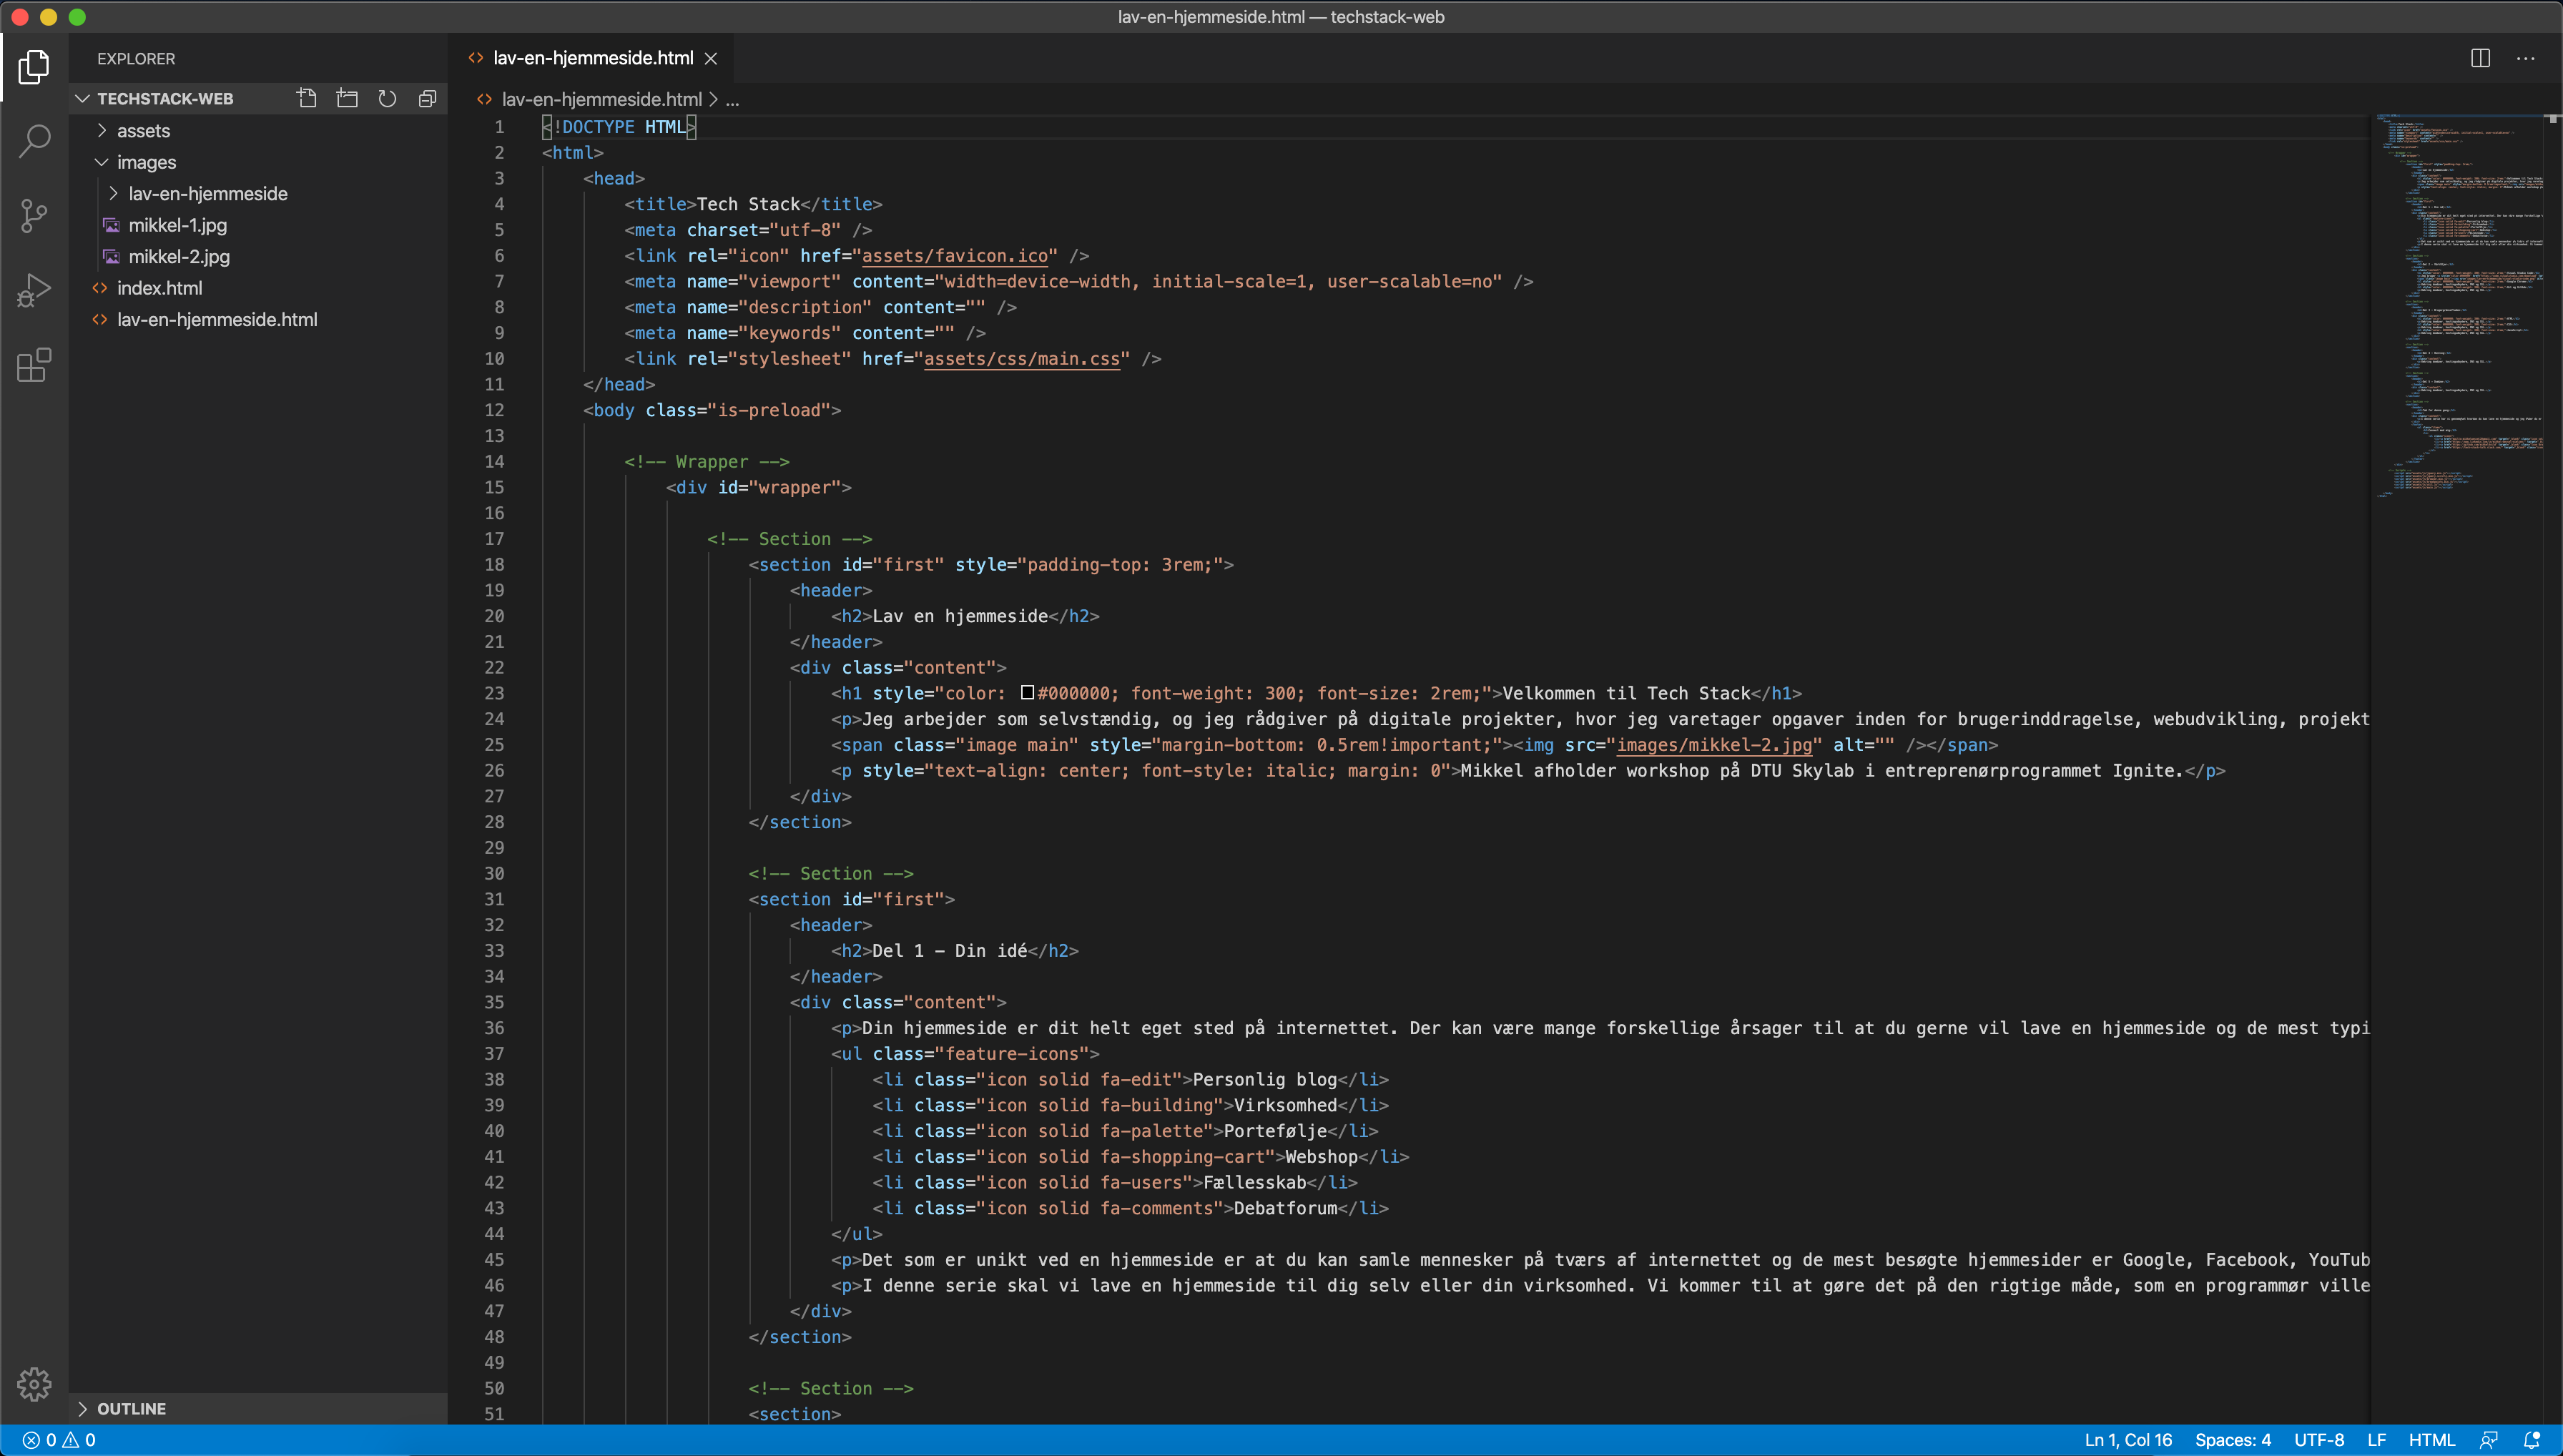 lav-en-hjemmeside.html — techstack-web
EXPLORER
TECHSTACK-WEB
assets
images
lav-en-hjemmeside
mikkel-1.jpg
mikkel-2.jpg
index.html
lav-en-hjemmeside.html
OUTLINE
lav-en-hjemmeside.html
lav-en-hjemmeside.html > ...
1 <!DOCTYPE HTML>
2 <html>
3 <head>
4 <title>Tech Stack</title>
5 <meta charset="utf-8" />
6 <link rel="icon" href="assets/favicon.ico" />
7 <meta name="viewport" content="width=device-width, initial-scale=1, user-scalable=no" />
8 <meta name="description" content="" />
9 <meta name="keywords" content="" />
10 <link rel="stylesheet" href="assets/css/main.css" />
11 </head>
12 <body class="is-preload">
13
14 <!-- Wrapper -->
15 <div id="wrapper">
16
17 <!-- Section -->
18 <section id="first" style="padding-top: 3rem;">
19 <header>
20 <h2>Lav en hjemmeside</h2>
21 </header>
22 <div class="content">
23 <h1 style="color: #000000; font-weight: 300; font-size: 2rem;">Velkommen til Tech Stack</h1>
24 <p>Jeg arbejder som selvstændig, og jeg rådgiver på digitale projekter, hvor jeg varetager opgaver inden for brugerinddragelse, webudvikling, projekt
25 <span class="image main" style="margin-bottom: 0.5rem!important;"><img src="images/mikkel-2.jpg" alt="" /></span>
26 <p style="text-align: center; font-style: italic; margin: 0">Mikkel afholder workshop på DTU Skylab i entreprenørprogrammet Ignite.</p>
27 </div>
28 </section>
29
30 <!-- Section -->
31 <section id="first">
32 <header>
33 <h2>Del 1 – Din idé</h2>
34 </header>
35 <div class="content">
36 <p>Din hjemmeside er dit helt eget sted på internettet. Der kan være mange forskellige årsager til at du gerne vil lave en hjemmeside og de mest typi
37 <ul class="feature-icons">
38 <li class="icon solid fa-edit">Personlig blog</li>
39 <li class="icon solid fa-building">Virksomhed</li>
40 <li class="icon solid fa-palette">Portefølje</li>
41 <li class="icon solid fa-shopping-cart">Webshop</li>
42 <li class="icon solid fa-users">Fællesskab</li>
43 <li class="icon solid fa-comments">Debatforum</li>
44 </ul>
45 <p>Det som er unikt ved en hjemmeside er at du kan samle mennesker på tværs af internettet og de mest besøgte hjemmesider er Google, Facebook, YouTub
46 <p>I denne serie skal vi lave en hjemmeside til dig selv eller din virksomhed. Vi kommer til at gøre det på den rigtige måde, som en programmør ville
47 </div>
48 </section>
49
50 <!-- Section -->
51 <section>
0 0
Ln 1, Col 16 Spaces: 4 UTF-8 LF HTML